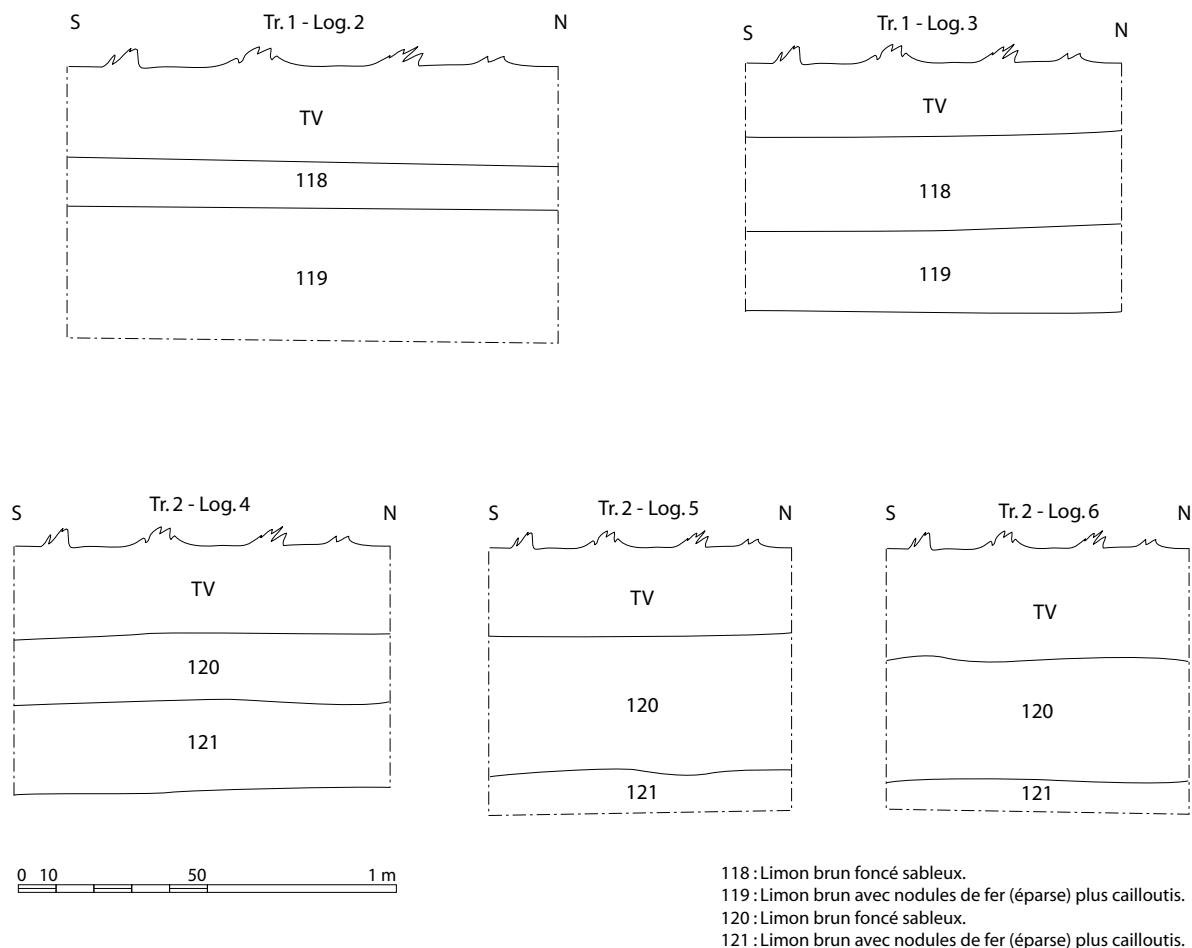 S Tr. 1 - Log. 2 N
TV
118
119
S Tr. 1 - Log. 3 N
TV
118
119
S Tr. 2 - Log. 4 N
TV
120
121
S Tr. 2 - Log. 5 N
TV
120
121
S Tr. 2 - Log. 6 N
TV
120
121
0 10 50 1 m
118 : Limon brun foncé sableux.
119 : Limon brun avec nodules de fer (éparse) plus cailloutis.
120 : Limon brun foncé sableux.
121 : Limon brun avec nodules de fer (éparse) plus cailloutis.